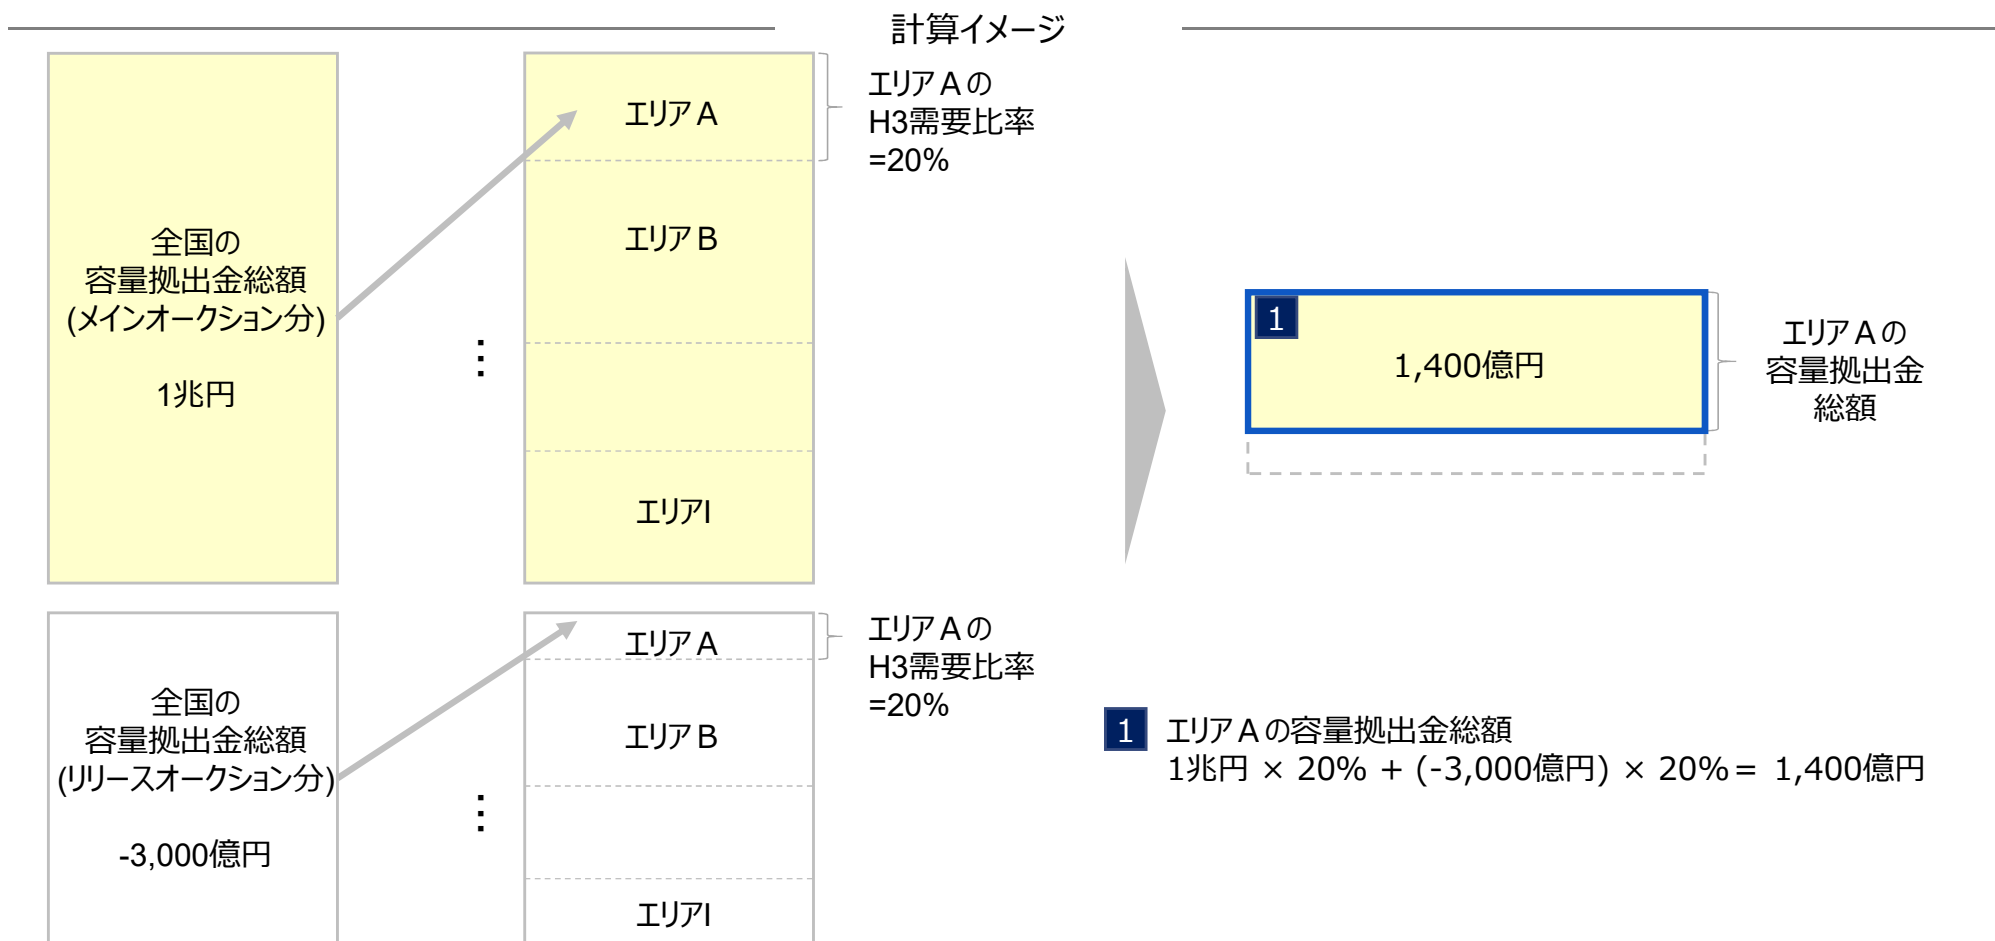 計算イメージ
エリアAの
H3需要比率
=20%
エリアA
エリアB
全国の
容量拠出金総額
(メインオークション分)
1兆円
⋮
エリアI
1
1,400億円
エリアAの
容量拠出金
総額
エリアA
エリアAの
H3需要比率
=20%
全国の
容量拠出金総額
(リリースオークション分)
-3,000億円
エリアB
⋮
エリアI
1 エリアAの容量拠出金総額
1兆円 × 20% + (-3,000億円) × 20%= 1,400億円